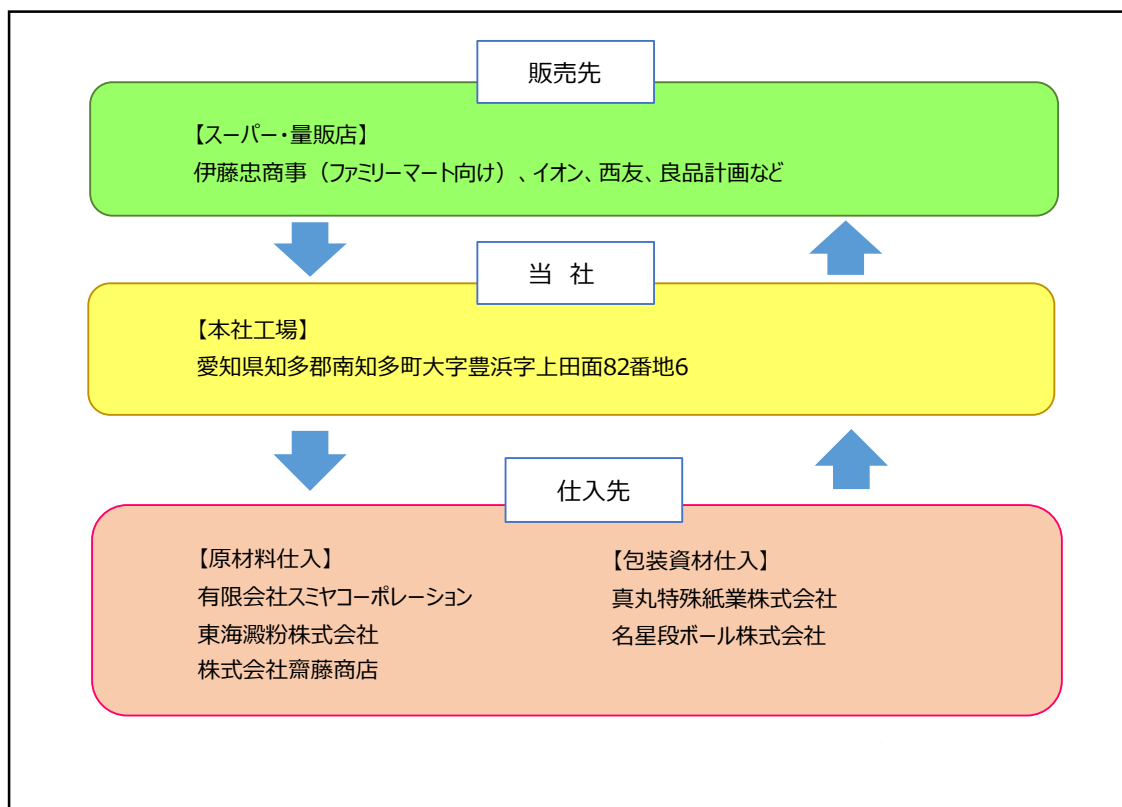 販売先
【スーパー・量販店】
伊藤忠商事（ファミリーマート向け）、イオン、西友、良品計画など
当 社
【本社工場】
愛知県知多郡南知多町大字豊浜字上田面82番地6
仕入先
【原材料仕入】
有限会社スミヤコーポレーション
東海澱粉株式会社
株式会社齋藤商店
【包装資材仕入】
真丸特殊紙業株式会社
名星段ボール株式会社